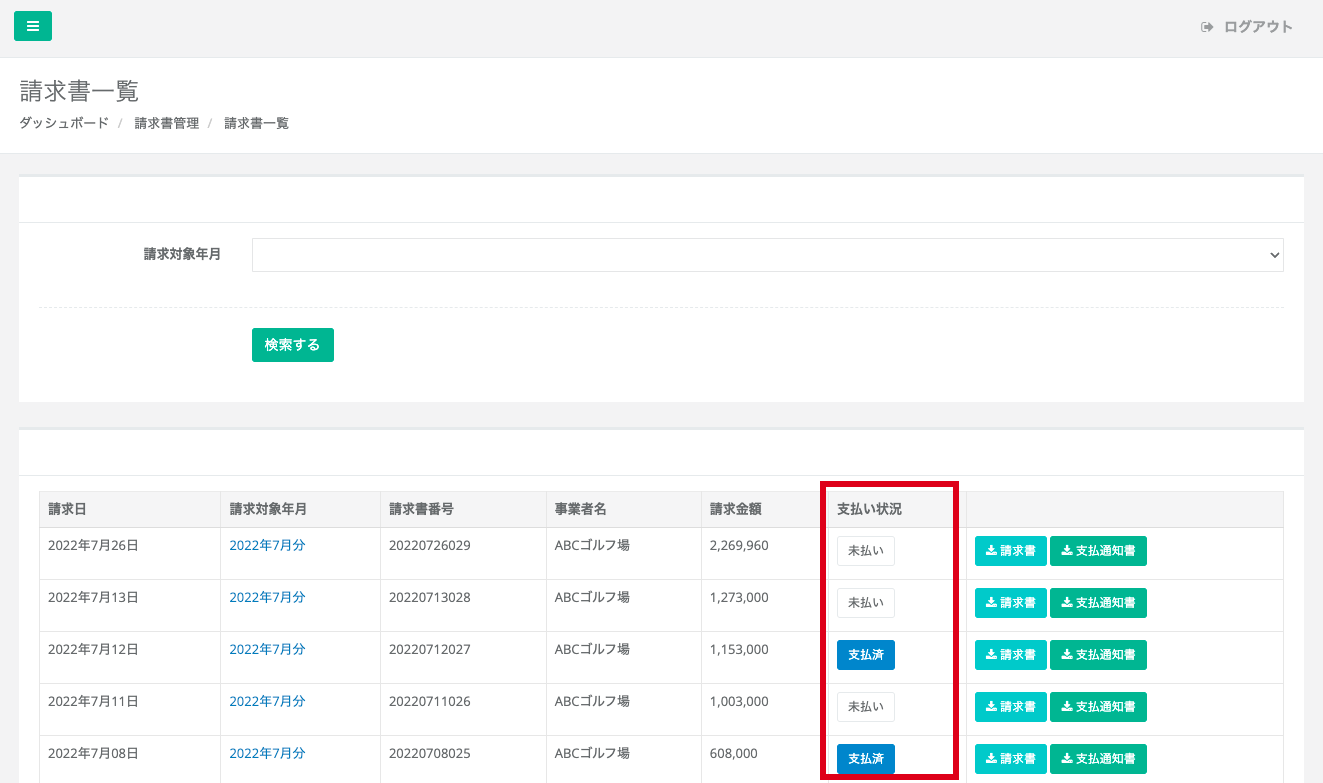 ログアウト
請求書一覧
ダッシュボード / 請求書管理 / 請求書一覧
請求対象年月
検索する
請求日 請求対象年月 請求書番号 事業者名 請求金額 支払い状況
2022年7月26日 2022年7月分 20220726029 ABCゴルフ場 2,269,960 未払い 請求書 支払通知書
2022年7月13日 2022年7月分 20220713028 ABCゴルフ場 1,273,000 未払い 請求書 支払通知書
2022年7月12日 2022年7月分 20220712027 ABCゴルフ場 1,153,000 支払済 請求書 支払通知書
2022年7月11日 2022年7月分 20220711026 ABCゴルフ場 1,003,000 未払い 請求書 支払通知書
2022年7月08日 2022年7月分 20220708025 ABCゴルフ場 608,000 支払済 請求書 支払通知書